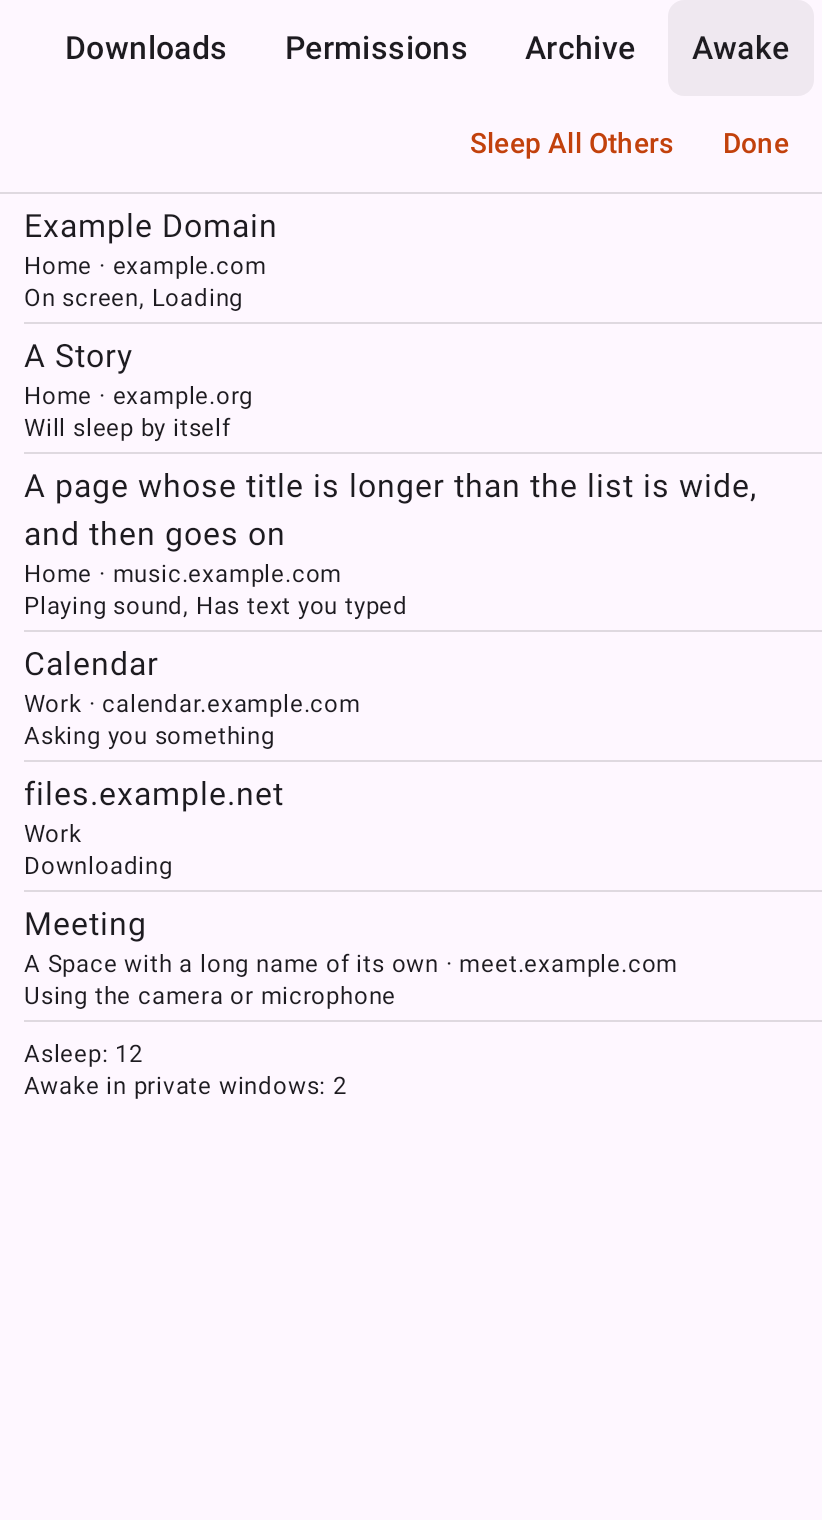 Downloads Permissions Archive Awake
Sleep All Others Done
Example Domain
Home · example.com
On screen, Loading
A Story
Home · example.org
Will sleep by itself
A page whose title is longer than the list is wide,
and then goes on
Home · music.example.com
Playing sound, Has text you typed
Calendar
Work · calendar.example.com
Asking you something
files.example.net
Work
Downloading
Meeting
A Space with a long name of its own · meet.example.com
Using the camera or microphone
Asleep: 12
Awake in private windows: 2